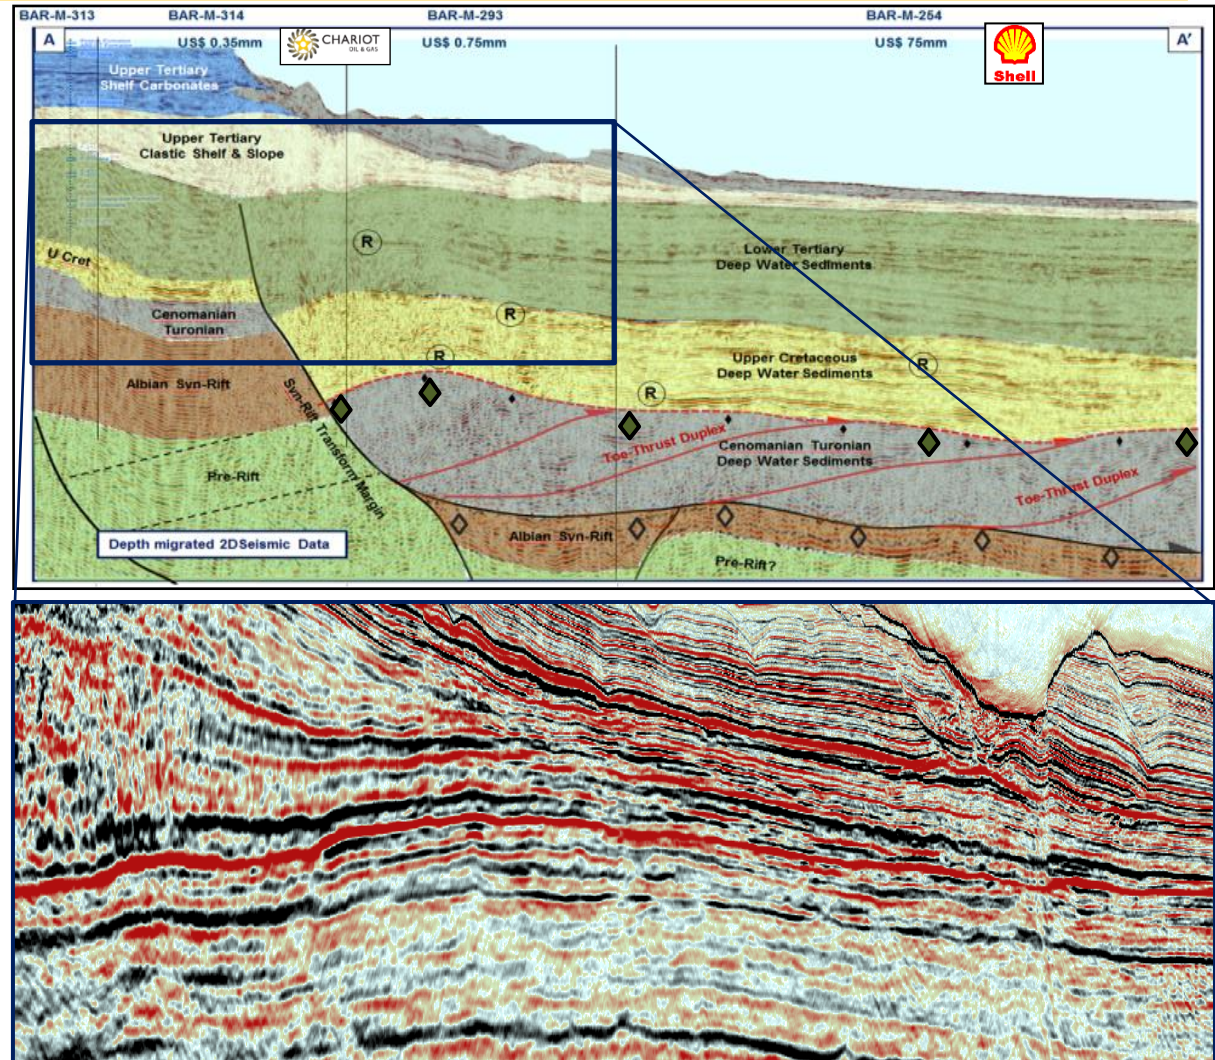 BAR-M-313 BAR-M-314 BAR-M-293 BAR-M-254
A US$ 0.35mm CHARIOT US$ 0.75mm US$ 75mm A′
OIL & GAS
Shell
Upper Tertiary
Shelf Carbonates
Upper Tertiary
Clastic Shelf & Slope
R
Lower Tertiary
Deep Water Sediments
U Cret
R
Cenomanian
Turonian
R
Upper Cretaceous
Deep Water Sediments
R
Albian Syn-Rift
R
Syn-Rift Transform Margin
Toe-Thrust Duplex
Cenomanian Turonian
Deep Water Sediments
Pre-Rift
Toe-Thrust Duplex
Albian Syn-Rift
Depth migrated 2DSeismic Data
Pre-Rift?